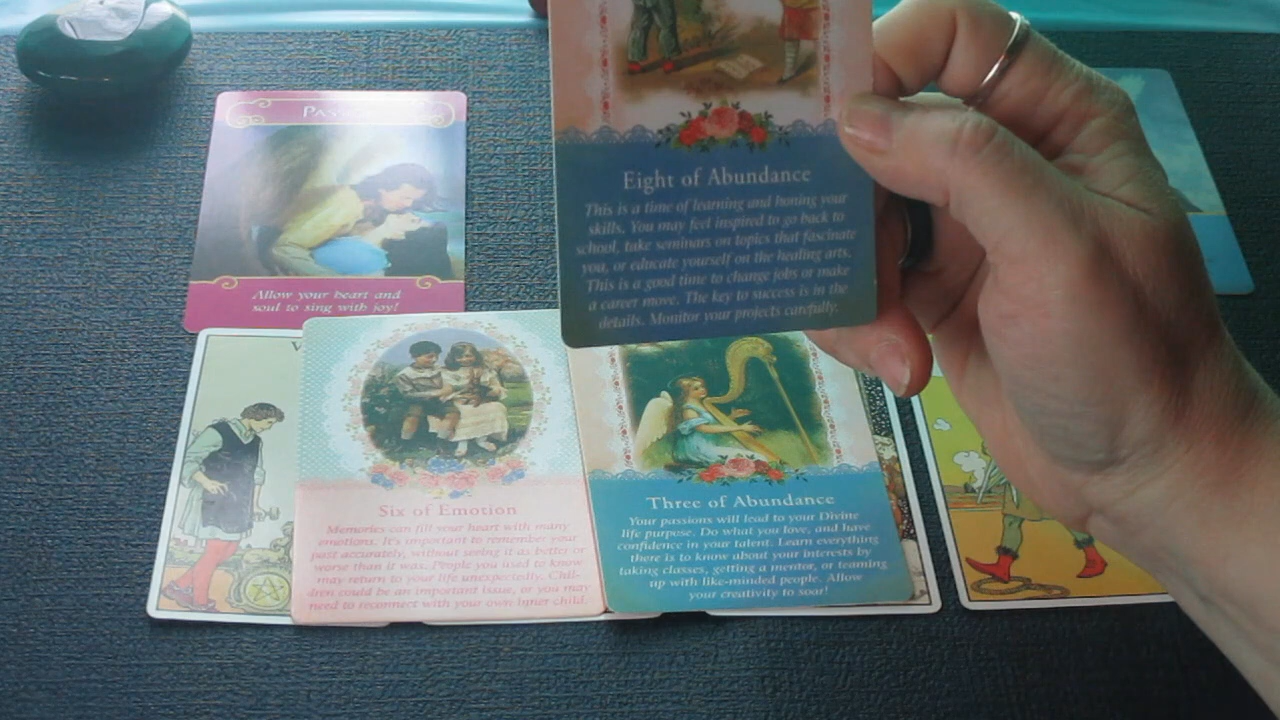 Allow your heart and
soul to sing with joy!
Eight of Abundance
This is a time of learning and honing your
skills. You may feel inspired to go back to
school, take seminars on topics that fascinate
you, or educate yourself on the healing arts.
This is a good time to change jobs or make
a career move. The key to success is in the
details. Monitor your projects carefully.
Six of Emotion
Memories can fill your heart with many
emotions. It's important to remember your
past accurately, without seeing it as better or
worse than it was. People you used to know
may return to your life unexpectedly. Chil-
dren could be an important issue, or you may
need to reconnect with your own inner child.
Three of Abundance
Your passions will lead to your Divine
life purpose. Do what you love, and have
confidence in your talent. Learn everything
there is to know about your interests by
taking classes, getting a mentor, or teaming
up with like-minded people. Allow
your creativity to soar!